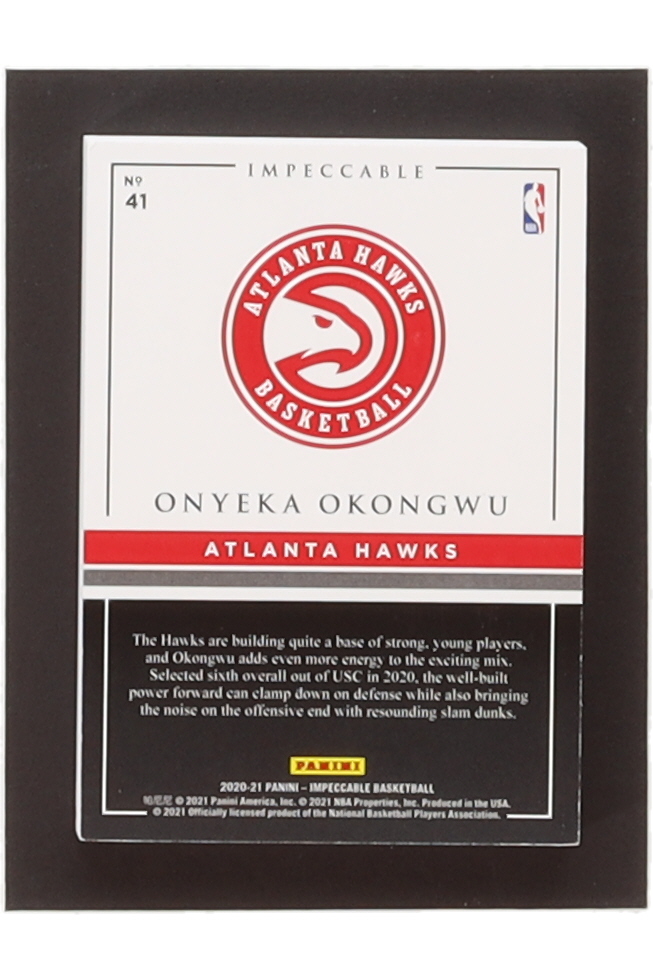 IMPECCABLE
Nº
41
ATLANTA HAWKS
BASKETBALL
ONYEKA OKONGWU
ATLANTA HAWKS
The Hawks are building quite a base of strong, young players,
and Okongwu adds even more energy to the exciting mix.
Selected sixth overall out of USC in 2020, the well-built
power forward can clamp down on defense while also bringing
the noise on the offensive end with resounding slam dunks.
PANINI
2020-21 PANINI – IMPECCABLE BASKETBALL
帕尼尼 © 2021 Panini America, Inc. © 2021 NBA Properties, Inc. Produced in the USA.
© 2021 Officially licensed product of the National Basketball Players Association.